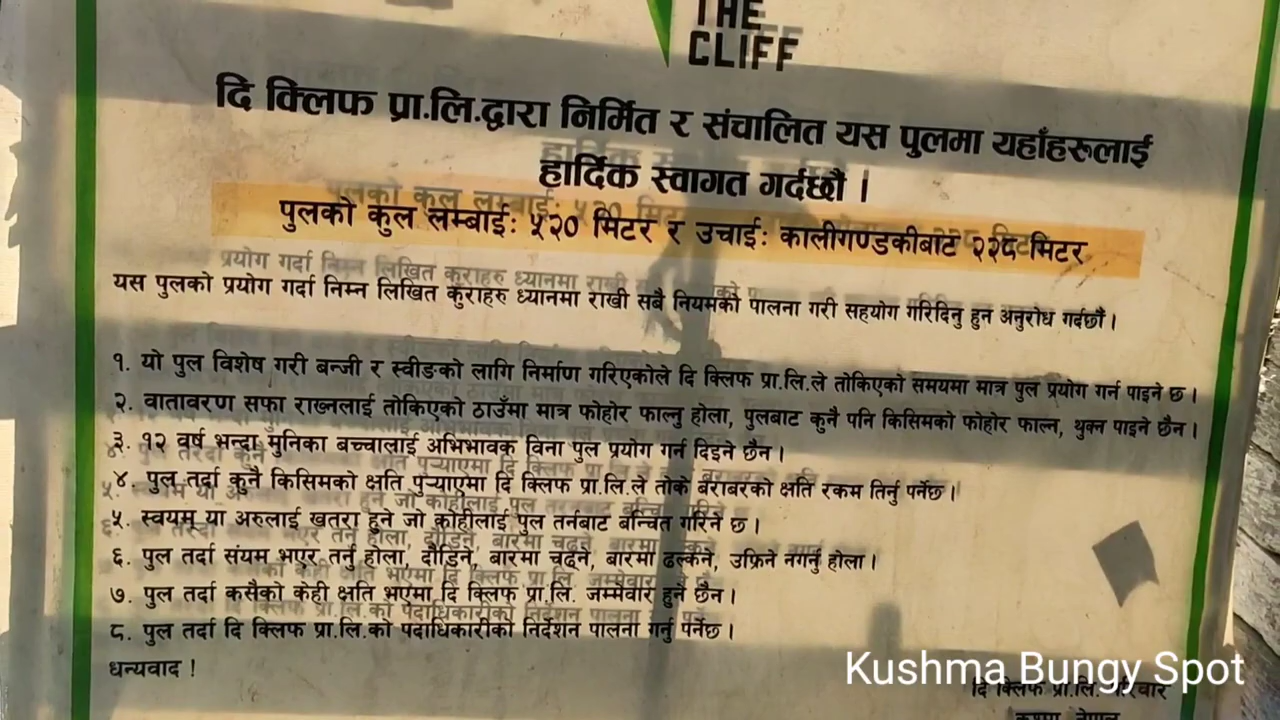 THE
CLIFF
दि क्लिफ प्रा.लि.द्वारा निर्मित र संचालित यस पुलमा यहाँहरुलाई
हार्दिक स्वागत गर्दछौ ।
पुलको कुल लम्बाई: ५२० मिटर र उचाई: कालीगण्डकीबाट २२८ मिटर
यस पुलको प्रयोग गर्दा निम्न लिखित कुराहरु ध्यानमा राखी सबै नियमको पालना गरी सहयोग गरिदिनु हुन अनुरोध गर्दछौं ।
१. यो पुल विशेष गरी बन्जी र स्वीङको लागि निर्माण गरिएकोले दि क्लिफ प्रा.लि.ले तोकिएको समयमा मात्र पुल प्रयोग गर्न पाइने छ ।
२. वातावरण सफा राख्नलाई तोकिएको ठाउँमा मात्र फोहोर फाल्नु होला, पुलबाट कुनै पनि किसिमको फोहोर फाल्न, थुक्न पाइने छैन ।
३. १२ वर्ष भन्दा मुनिका बच्चालाई अभिभावक विना पुल प्रयोग गर्न दिइने छैन ।
४. पुल तर्दा कुनै किसिमको क्षति पुऱ्याएमा दि क्लिफ प्रा.लि.ले तोके बराबरको क्षति रकम तिर्नु पर्नेछ ।
५. स्वयम् या अरुलाई खतरा हुने जो कोहीलाई पुल तर्नबाट बन्चित गरिने छ ।
६. पुल तर्दा संयम भएर तर्नु होला, दौडिने, बारमा चढ्ने, बारमा ढल्कने, उफ्रिने नगर्नु होला ।
७. पुल तर्दा कसैको केही क्षति भएमा दि क्लिफ प्रा.लि. जम्मेवार हुने छैन ।
८. पुल तर्दा दि क्लिफ प्रा.लि.को पदाधिकारीको निर्देशन पालना गर्नु पर्नेछ ।
धन्यवाद !
Kushma Bungy Spot
दि क्लिफ प्रा.लि. परिवार
कुश्मा, नेपाल